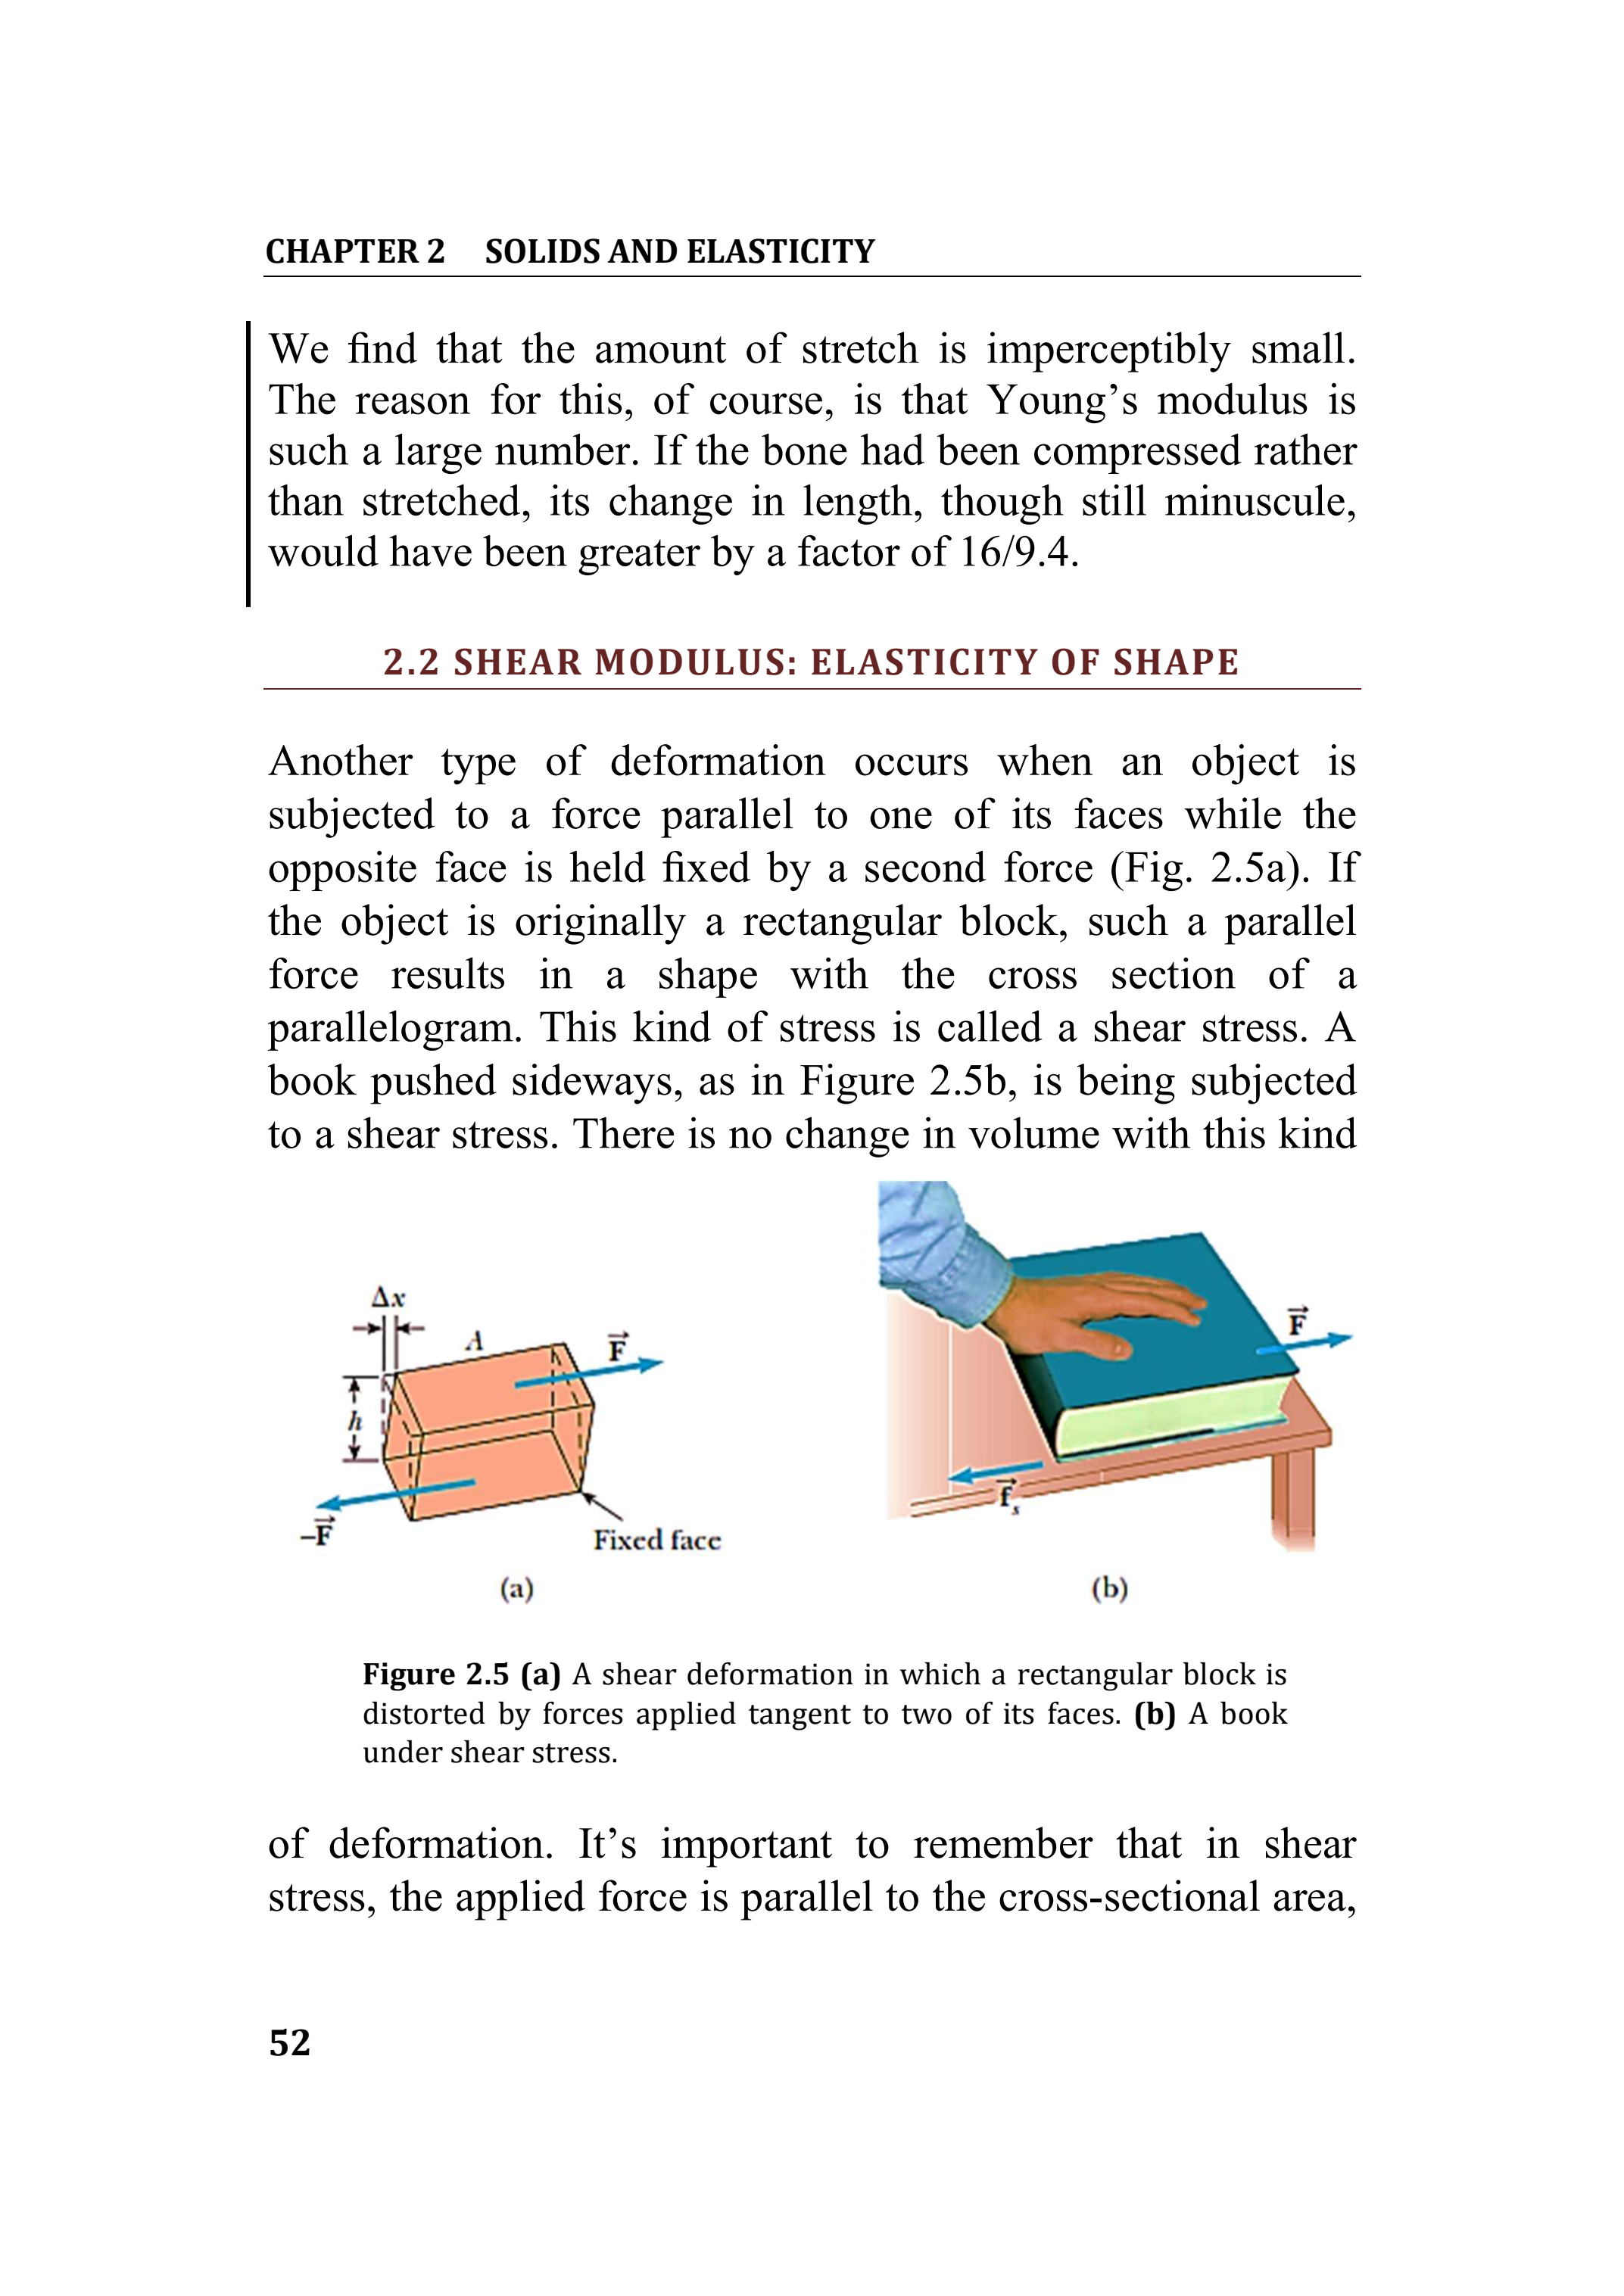 CHAPTER 2 SOLIDS AND ELASTICITY
We find that the amount of stretch is imperceptibly small.
The reason for this, of course, is that Young’s modulus is
such a large number. If the bone had been compressed rather
than stretched, its change in length, though still minuscule,
would have been greater by a factor of 16/9.4.
2.2 SHEAR MODULUS: ELASTICITY OF SHAPE
Another type of deformation occurs when an object is
subjected to a force parallel to one of its faces while the
opposite face is held fixed by a second force (Fig. 2.5a). If
the object is originally a rectangular block, such a parallel
force results in a shape with the cross section of a
parallelogram. This kind of stress is called a shear stress. A
book pushed sideways, as in Figure 2.5b, is being subjected
to a shear stress. There is no change in volume with this kind
Δx
A
F⃗
h
–F⃗
Fixed face
(a)
F⃗
f⃗s
(b)
Figure 2.5 (a) A shear deformation in which a rectangular block is
distorted by forces applied tangent to two of its faces. (b) A book
under shear stress.
of deformation. It’s important to remember that in shear
stress, the applied force is parallel to the cross-sectional area,
52